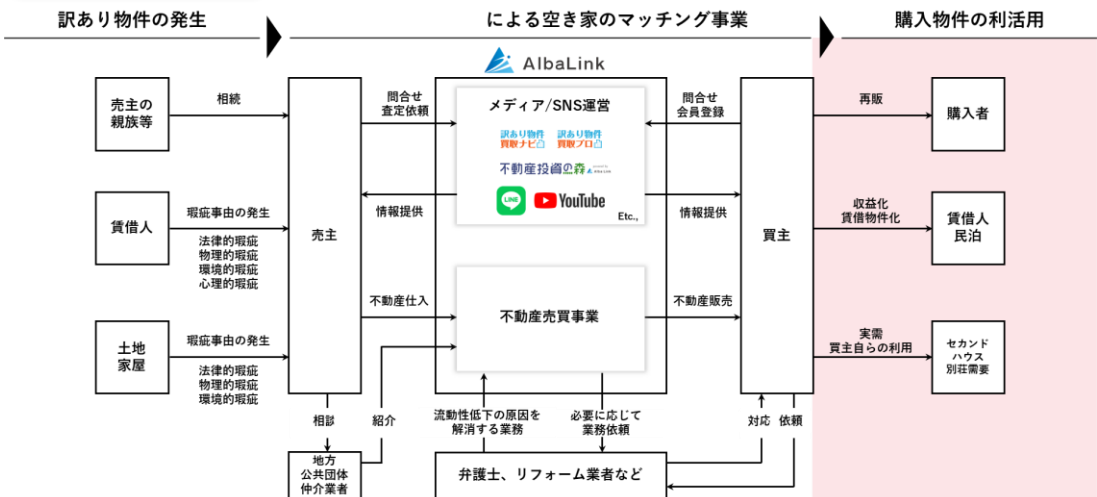 訳あり物件の発生
による空き家のマッチング事業
購入物件の利活用
AlbaLink
売主の
親族等
相続
賃借人
瑕疵事由の発生
法律的瑕疵
物理的瑕疵
環境的瑕疵
心理的瑕疵
土地
家屋
瑕疵事由の発生
法律的瑕疵
物理的瑕疵
環境的瑕疵
売主
相談
紹介
地方
公共団体
仲介業者
問合せ
査定依頼
情報提供
不動産仕入
メディア/SNS運営
訳あり物件
買取ナビ
訳あり物件
買取プロ
不動産投資の森
LINE
YouTube
Etc.,
不動産売買事業
流動性低下の原因を
解消する業務
必要に応じて
業務依頼
弁護士、リフォーム業者など
問合せ
会員登録
情報提供
不動産販売
買主
対応
依頼
再販
購入者
収益化
賃借物件化
賃借人
民泊
実需
買主自らの利用
セカンド
ハウス
別荘需要